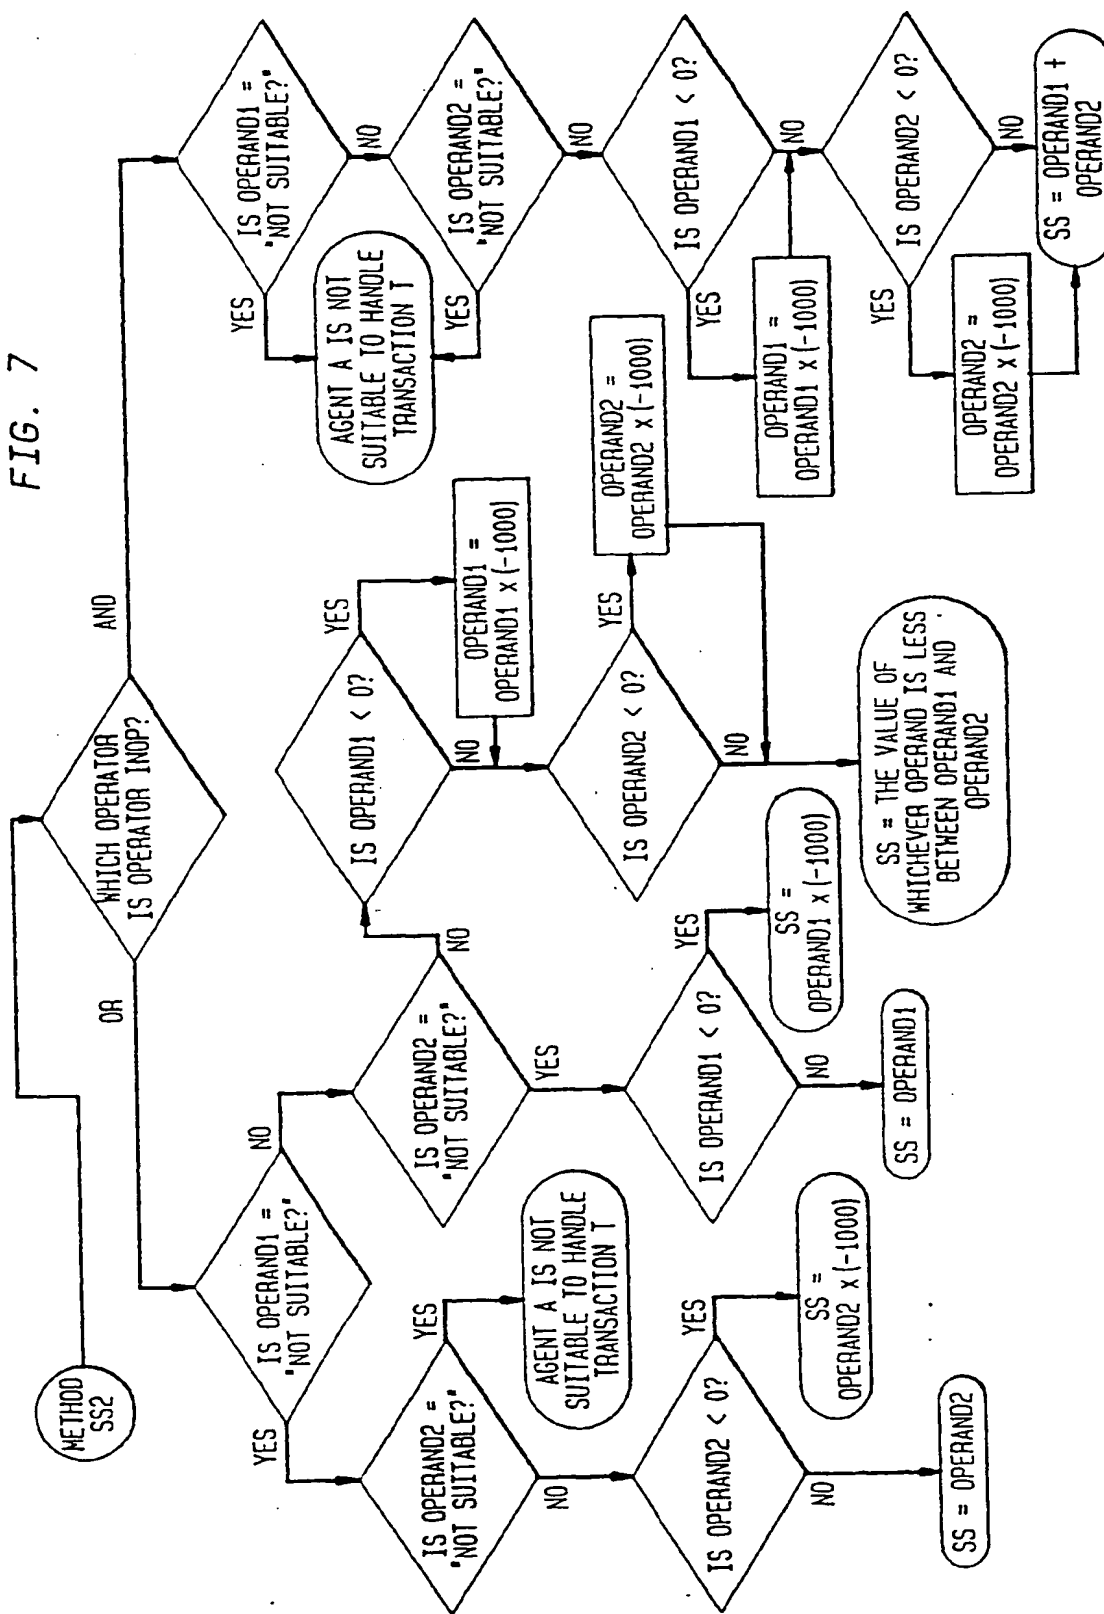 FIG. 7
METHOD
SS2
WHICH OPERATOR
IS OPERATOR INOP?
OR
AND
IS OPERAND1 =
"NOT SUITABLE?"
YES
NO
IS OPERAND2 =
"NOT SUITABLE?"
YES
NO
AGENT A IS NOT
SUITABLE TO HANDLE
TRANSACTION T
IS OPERAND2 < 0?
YES
NO
SS =
OPERAND2 x (-1000)
SS = OPERAND2
IS OPERAND2 =
"NOT SUITABLE?"
NO
YES
IS OPERAND1 < 0?
YES
NO
SS =
OPERAND1 x (-1000)
SS = OPERAND1
IS OPERAND1 < 0?
YES
NO
OPERAND1 =
OPERAND1 x (-1000)
IS OPERAND2 < 0?
YES
NO
OPERAND2 =
OPERAND2 x (-1000)
SS = THE VALUE OF
WHICHEVER OPERAND IS LESS
BETWEEN OPERAND1 AND
OPERAND2
IS OPERAND1 =
"NOT SUITABLE?"
YES
NO
AGENT A IS NOT
SUITABLE TO HANDLE
TRANSACTION T
IS OPERAND2 =
"NOT SUITABLE?"
YES
NO
IS OPERAND1 < 0?
YES
NO
OPERAND1 =
OPERAND1 x (-1000)
IS OPERAND2 < 0?
YES
NO
OPERAND2 =
OPERAND2 x (-1000)
SS = OPERAND1 +
OPERAND2